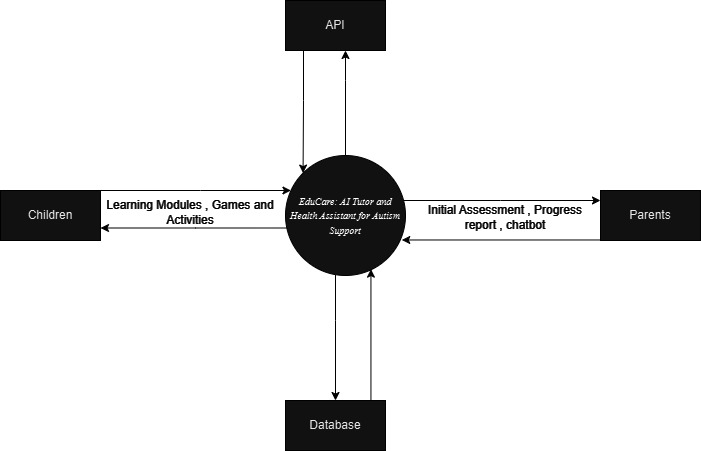 API
Children
Learning Modules , Games and
Activities
EduCare: AI Tutor and
Health Assistant for Autism
Support
Initial Assessment , Progress
report , chatbot
Parents
Database